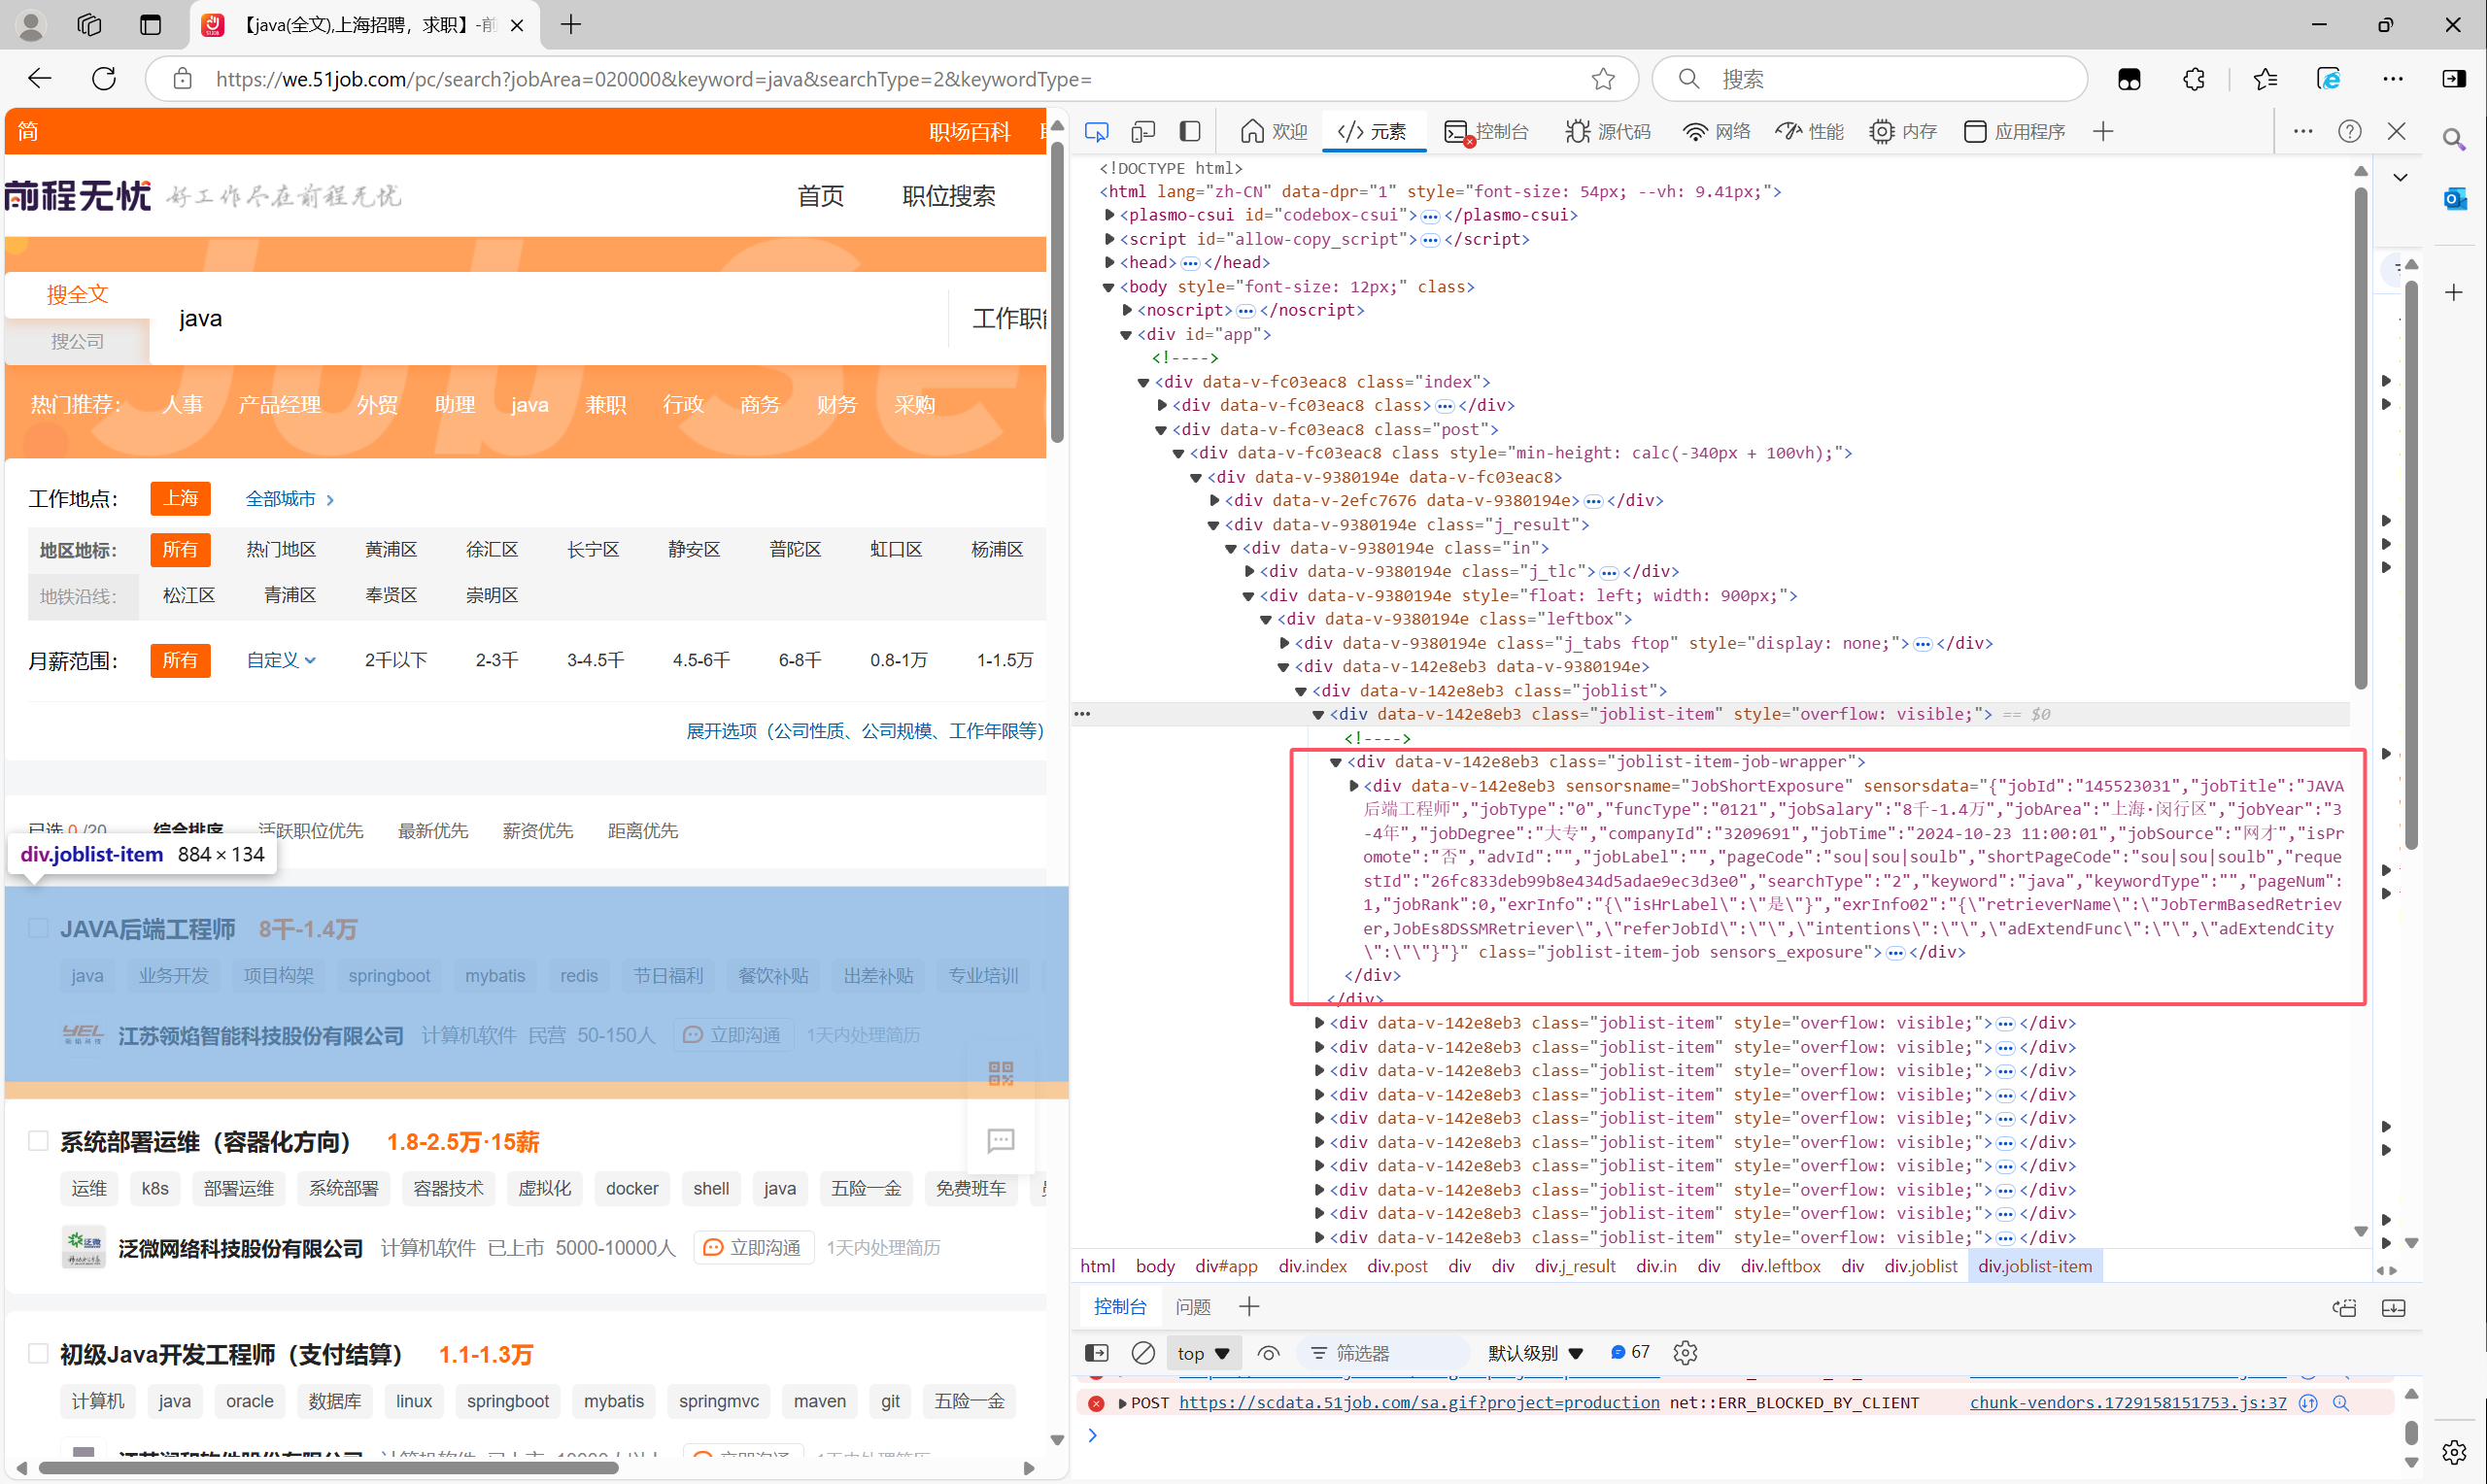 【java(全文),上海招聘，求职】-前
https://we.51job.com/pc/search?jobArea=020000&keyword=java&searchType=2&keywordType=
搜索
简
职场百科
前程无忧 好工作尽在前程无忧
首页 职位搜索
搜全文
搜公司
java
工作职能
热门推荐： 人事 产品经理 外贸 助理 java 兼职 行政 商务 财务 采购
工作地点： 上海 全部城市
地区地标： 所有 热门地区 黄浦区 徐汇区 长宁区 静安区 普陀区 虹口区 杨浦区
地铁沿线： 松江区 青浦区 奉贤区 崇明区
月薪范围： 所有 自定义 2千以下 2-3千 3-4.5千 4.5-6千 6-8千 0.8-1万 1-1.5万
展开选项（公司性质、公司规模、工作年限等）
已选 0 /20 综合排序 活跃职位优先 最新优先 薪资优先 距离优先
div.joblist-item 884 × 134
JAVA后端工程师 8千-1.4万
java 业务开发 项目构架 springboot mybatis redis 节日福利 餐饮补贴 出差补贴 专业培训
YEL 江苏领焰智能科技股份有限公司 计算机软件 民营 50-150人 立即沟通 1天内处理简历
系统部署运维（容器化方向） 1.8-2.5万·15薪
运维 k8s 部署运维 系统部署 容器技术 虚拟化 docker shell java 五险一金 免费班车
泛微网络科技股份有限公司 计算机软件 已上市 5000-10000人 立即沟通 1天内处理简历
初级Java开发工程师（支付结算） 1.1-1.3万
计算机 java oracle 数据库 linux springboot mybatis springmvc maven git 五险一金
欢迎 </> 元素 控制台 源代码 网络 性能 内存 应用程序
<!DOCTYPE html>
<html lang="zh-CN" data-dpr="1" style="font-size: 54px; --vh: 9.41px;">
<plasmo-csui id="codebox-csui">…</plasmo-csui>
<script id="allow-copy_script">…</script>
<head>…</head>
<body style="font-size: 12px;" class>
<noscript>…</noscript>
<div id="app">
<!---->
<div data-v-fc03eac8 class="index">
<div data-v-fc03eac8 class>…</div>
<div data-v-fc03eac8 class="post">
<div data-v-fc03eac8 class style="min-height: calc(-340px + 100vh);">
<div data-v-9380194e data-v-fc03eac8>
<div data-v-2efc7676 data-v-9380194e>…</div>
<div data-v-9380194e class="j_result">
<div data-v-9380194e class="in">
<div data-v-9380194e class="j_tlc">…</div>
<div data-v-9380194e style="float: left; width: 900px;">
<div data-v-9380194e class="leftbox">
<div data-v-9380194e class="j_tabs ftop" style="display: none;">…</div>
<div data-v-142e8eb3 data-v-9380194e>
<div data-v-142e8eb3 class="joblist">
<div data-v-142e8eb3 class="joblist-item" style="overflow: visible;"> == $0
<!---->
<div data-v-142e8eb3 class="joblist-item-job-wrapper">
<div data-v-142e8eb3 sensorsname="JobShortExposure" sensorsdata="{"jobId":"145523031","jobTitle":"JAVA
后端工程师","jobType":"0","funcType":"0121","jobSalary":"8千-1.4万","jobArea":"上海·闵行区","jobYear":"3
-4年","jobDegree":"大专","companyId":"3209691","jobTime":"2024-10-23 11:00:01","jobSource":"网才","isPr
omote":"否","advId":"","jobLabel":"","pageCode":"sou|sou|soulb","shortPageCode":"sou|sou|soulb","reque
stId":"26fc833deb99b8e434d5adae9ec3d3e0","searchType":"2","keyword":"java","keywordType":"","pageNum":
1,"jobRank":0,"exrInfo":"{\"isHrLabel\":\"是\"}","exrInfo02":"{\"retrieverName\":\"JobTermBasedRetriev
er,JobEs8DSSMRetriever\",\"referJobId\":\"\",\"intentions\":\"\",\"adExtendFunc\":\"\",\"adExtendCity
\":\"\"}"}" class="joblist-item-job sensors_exposure">…</div>
</div>
</div>
<div data-v-142e8eb3 class="joblist-item" style="overflow: visible;">…</div>
<div data-v-142e8eb3 class="joblist-item" style="overflow: visible;">…</div>
<div data-v-142e8eb3 class="joblist-item" style="overflow: visible;">…</div>
<div data-v-142e8eb3 class="joblist-item" style="overflow: visible;">…</div>
<div data-v-142e8eb3 class="joblist-item" style="overflow: visible;">…</div>
<div data-v-142e8eb3 class="joblist-item" style="overflow: visible;">…</div>
<div data-v-142e8eb3 class="joblist-item" style="overflow: visible;">…</div>
<div data-v-142e8eb3 class="joblist-item" style="overflow: visible;">…</div>
<div data-v-142e8eb3 class="joblist-item" style="overflow: visible;">…</div>
<div data-v-142e8eb3 class="joblist-item" style="overflow: visible;">…</div>
html body div#app div.index div.post div div div.j_result div.in div div.leftbox div div.joblist div.joblist-item
控制台 问题
top 筛选器 默认级别 67
POST https://scdata.51job.com/sa.gif?project=production net::ERR_BLOCKED_BY_CLIENT chunk-vendors.1729158151753.js:37